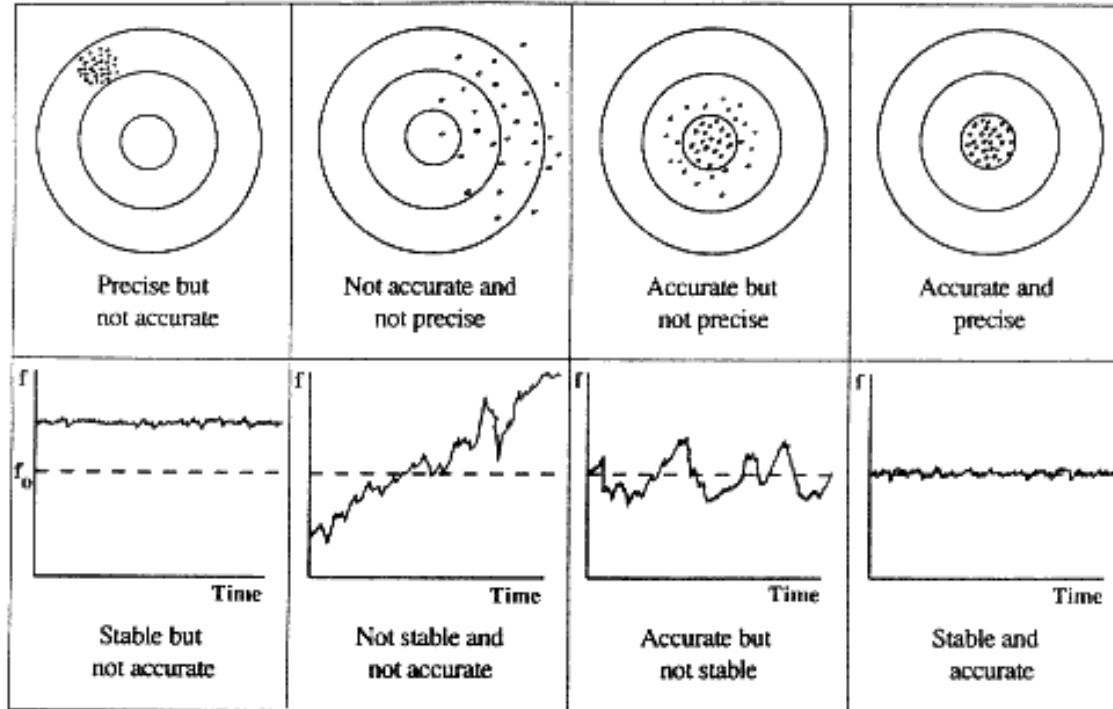 Precise but
not accurate
Not accurate and
not precise
Accurate but
not precise
Accurate and
precise
f
f₀
Time
Stable but
not accurate
f
Time
Not stable and
not accurate
f
Time
Accurate but
not stable
f
Time
Stable and
accurate